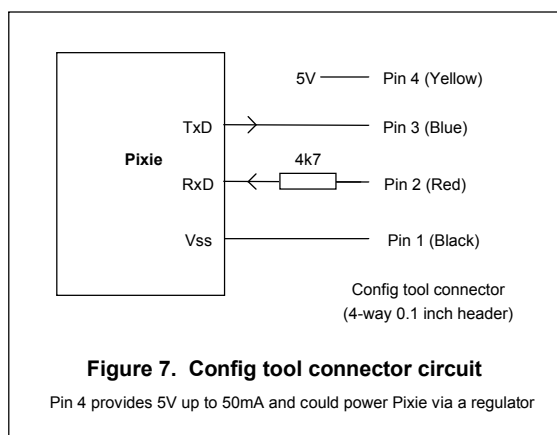 5V Pin 4 (Yellow)
TxD Pin 3 (Blue)
Pixie 4k7
RxD Pin 2 (Red)
Vss Pin 1 (Black)
Config tool connector
(4-way 0.1 inch header)
Figure 7. Config tool connector circuit
Pin 4 provides 5V up to 50mA and could power Pixie via a regulator